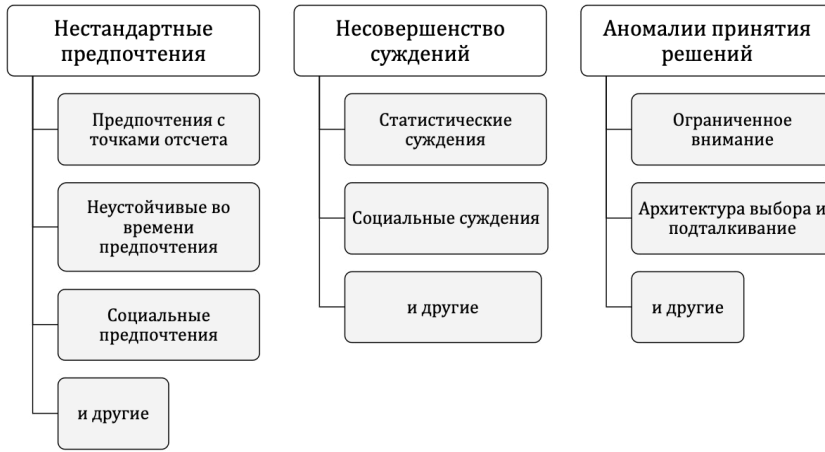 Нестандартные
предпочтения
Предпочтения с
точками отсчета
Неустойчивые во
времени
предпочтения
Социальные
предпочтения
и другие
Несовершенство
суждений
Статистические
суждения
Социальные суждения
и другие
Аномалии принятия
решений
Ограниченное
внимание
Архитектура выбора и
подталкивание
и другие